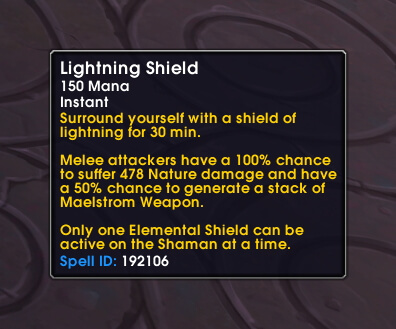 Lightning Shield
150 Mana
Instant
Surround yourself with a shield of
lightning for 30 min.
Melee attackers have a 100% chance
to suffer 478 Nature damage and have
a 50% chance to generate a stack of
Maelstrom Weapon.
Only one Elemental Shield can be
active on the Shaman at a time.
Spell ID: 192106